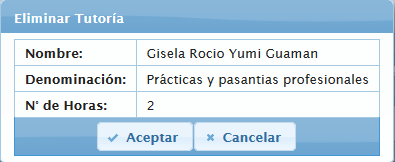 Eliminar Tutoría
Nombre: Gisela Rocio Yumi Guaman
Denominación: Prácticas y pasantias profesionales
N° de Horas: 2
Aceptar Cancelar